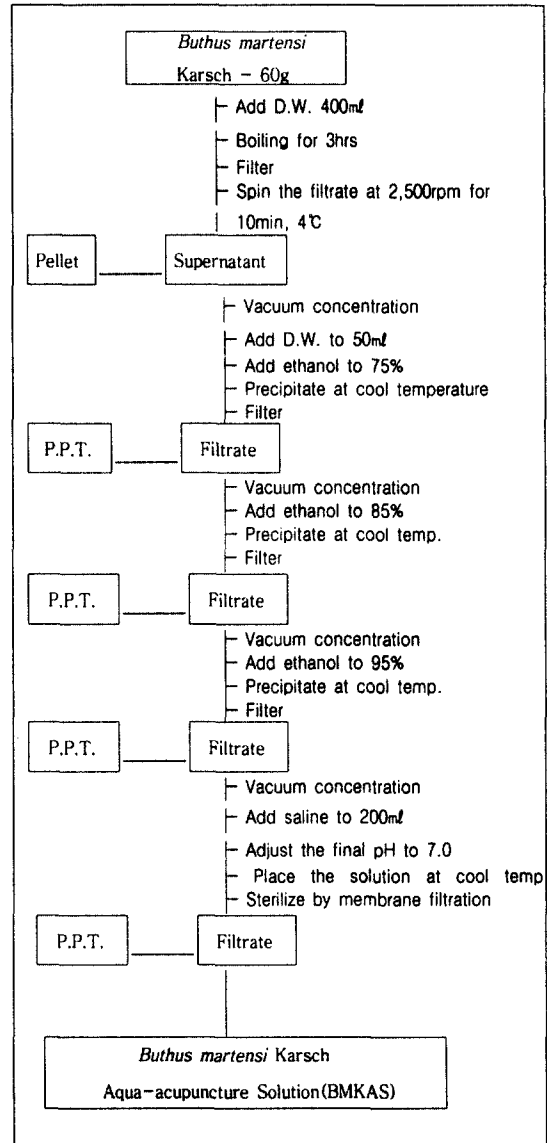 Buthus martensi
Karsch - 60g
Add D.W. 400㎖
Boiling for 3hrs
Filter
Spin the filtrate at 2,500rpm for
10min, 4℃
Pellet Supernatant
Vacuum concentration
Add D.W. to 50㎖
Add ethanol to 75%
Precipitate at cool temperature
Filter
P.P.T. Filtrate
Vacuum concentration
Add ethanol to 85%
Precipitate at cool temp.
Filter
P.P.T. Filtrate
Vacuum concentration
Add ethanol to 95%
Precipitate at cool temp.
Filter
P.P.T. Filtrate
Vacuum concentration
Add saline to 200㎖
Adjust the final pH to 7.0
Place the solution at cool temp
Sterilize by membrane filtration
P.P.T. Filtrate
Buthus martensi Karsch
Aqua-acupuncture Solution(BMKAS)